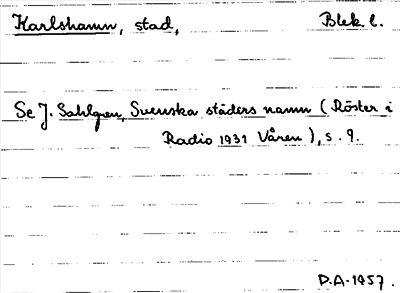 Karlshamn, stad, Blek. l.
Se J. Sahlgren, Svenska städers namn (Röster i
Radio 1931 Våren), s. 9.
D.A. 1957.